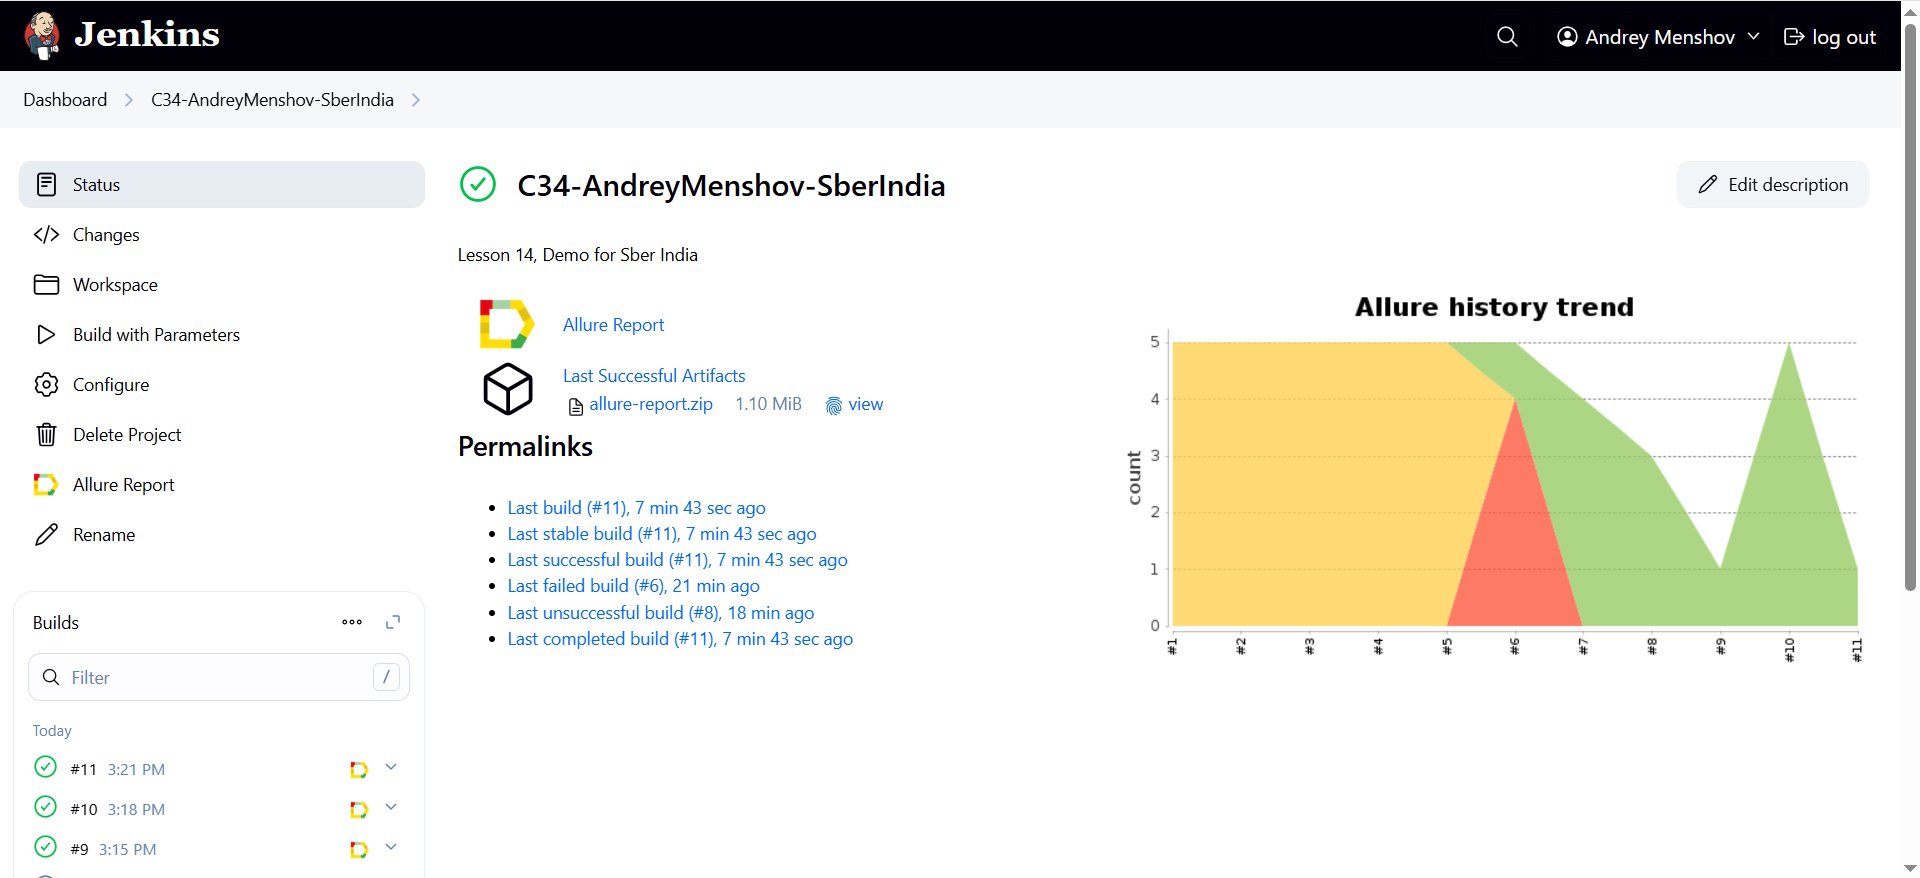 Jenkins
Andrey Menshov
log out
Dashboard
C34-AndreyMenshov-SberIndia
Status
Changes
Workspace
Build with Parameters
Configure
Delete Project
Allure Report
Rename
Builds
Filter
/
Today
#11 3:21 PM
#10 3:18 PM
#9 3:15 PM
C34-AndreyMenshov-SberIndia
Edit description
Lesson 14, Demo for Sber India
Allure Report
Last Successful Artifacts
allure-report.zip 1.10 MiB view
Permalinks
Last build (#11), 7 min 43 sec ago
Last stable build (#11), 7 min 43 sec ago
Last successful build (#11), 7 min 43 sec ago
Last failed build (#6), 21 min ago
Last unsuccessful build (#8), 18 min ago
Last completed build (#11), 7 min 43 sec ago
Allure history trend
count
5
4
3
2
1
0
#1
#2
#3
#4
#5
#6
#7
#8
#9
#10
#11